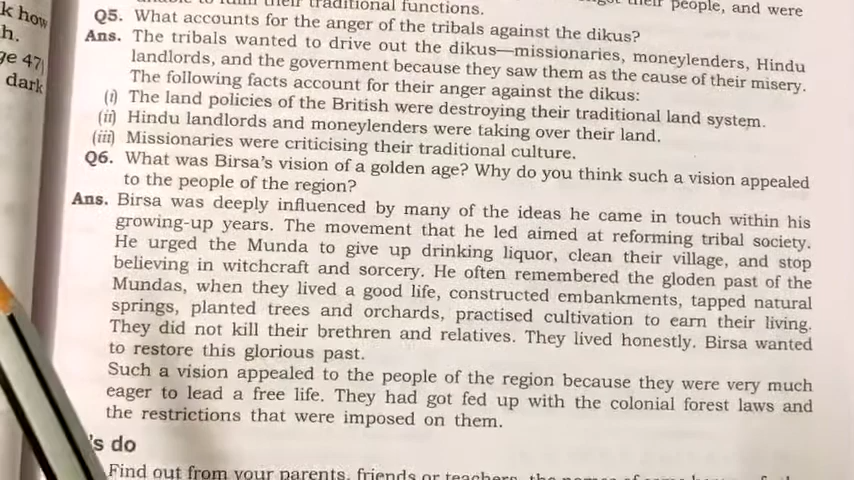 k how
h.
ge 47
dark
their traditional functions.
their people, and were
Q5. What accounts for the anger of the tribals against the dikus?
Ans. The tribals wanted to drive out the dikus—missionaries, moneylenders, Hindu
landlords, and the government because they saw them as the cause of their misery.
The following facts account for their anger against the dikus:
(i) The land policies of the British were destroying their traditional land system.
(ii) Hindu landlords and moneylenders were taking over their land.
(iii) Missionaries were criticising their traditional culture.
Q6. What was Birsa's vision of a golden age? Why do you think such a vision appealed
to the people of the region?
Ans. Birsa was deeply influenced by many of the ideas he came in touch within his
growing-up years. The movement that he led aimed at reforming tribal society.
He urged the Munda to give up drinking liquor, clean their village, and stop
believing in witchcraft and sorcery. He often remembered the gloden past of the
Mundas, when they lived a good life, constructed embankments, tapped natural
springs, planted trees and orchards, practised cultivation to earn their living.
They did not kill their brethren and relatives. They lived honestly. Birsa wanted
to restore this glorious past.
Such a vision appealed to the people of the region because they were very much
eager to lead a free life. They had got fed up with the colonial forest laws and
the restrictions that were imposed on them.
's do
Find out from your parents, friends or teachers, the names of some